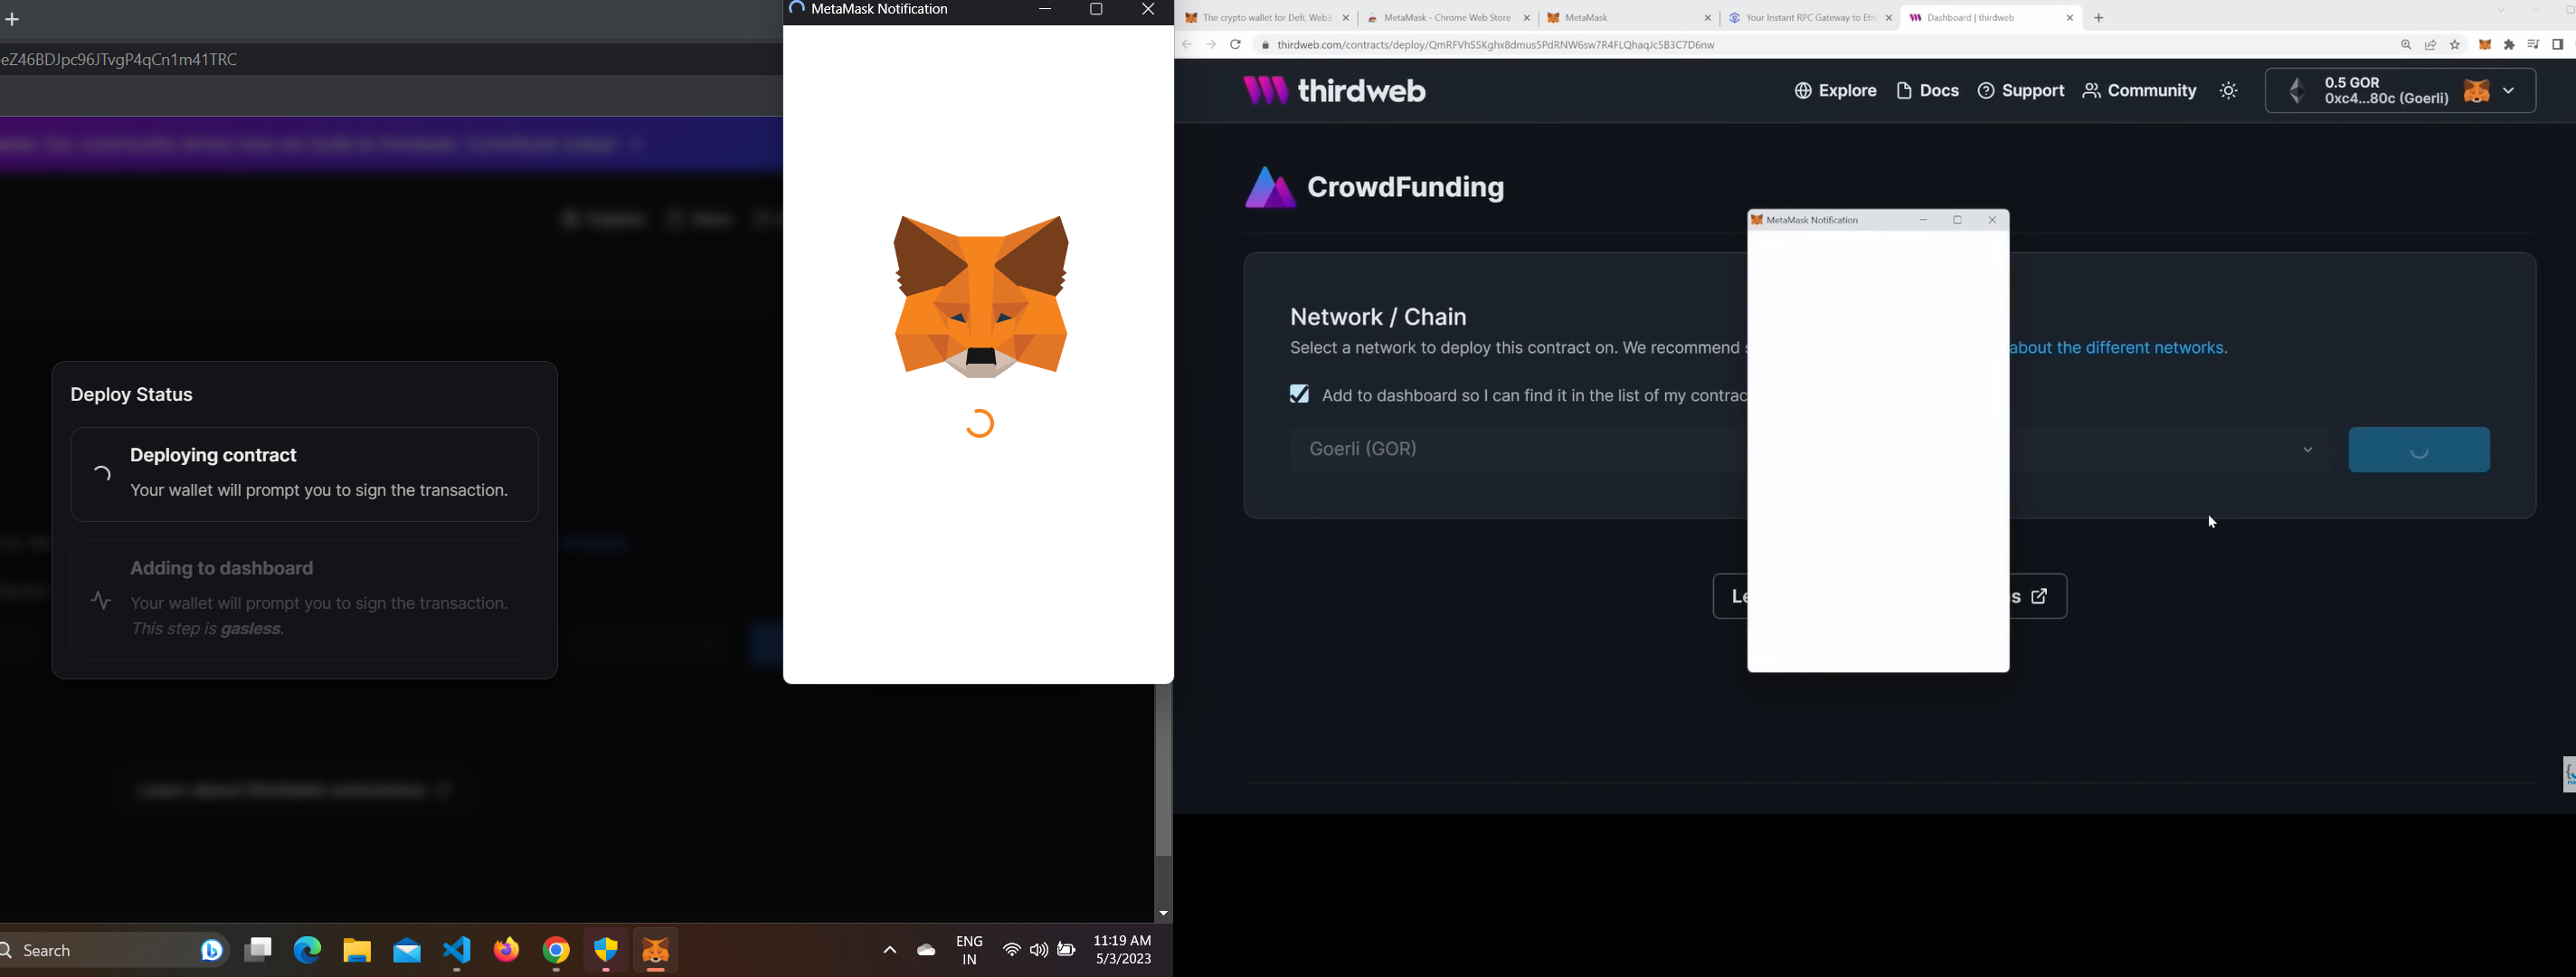 eZ46BDJpc96JTvgP4qCn1m41TRC
Deploy Status
Deploying contract
Your wallet will prompt you to sign the transaction.
Adding to dashboard
Your wallet will prompt you to sign the transaction.
This step is gasless.
Learn about thirdweb extensions
MetaMask Notification
Search
ENG
IN
11:19 AM
5/3/2023
The crypto wallet for Defi, Web3
MetaMask - Chrome Web Store
MetaMask
Your Instant RPC Gateway to Eth
Dashboard | thirdweb
thirdweb.com/contracts/deploy/QmRFVhSSKghx8dmus5PdRNW6sw7R4FLQhaqJc5B3C7D6nw
thirdweb
Explore
Docs
Support
Community
0.5 GOR
0xc4...80c (Goerli)
CrowdFunding
MetaMask Notification
Network / Chain
Select a network to deploy this contract on. We recommend
about the different networks.
Add to dashboard so I can find it in the list of my contrac
Goerli (GOR)
Le
s